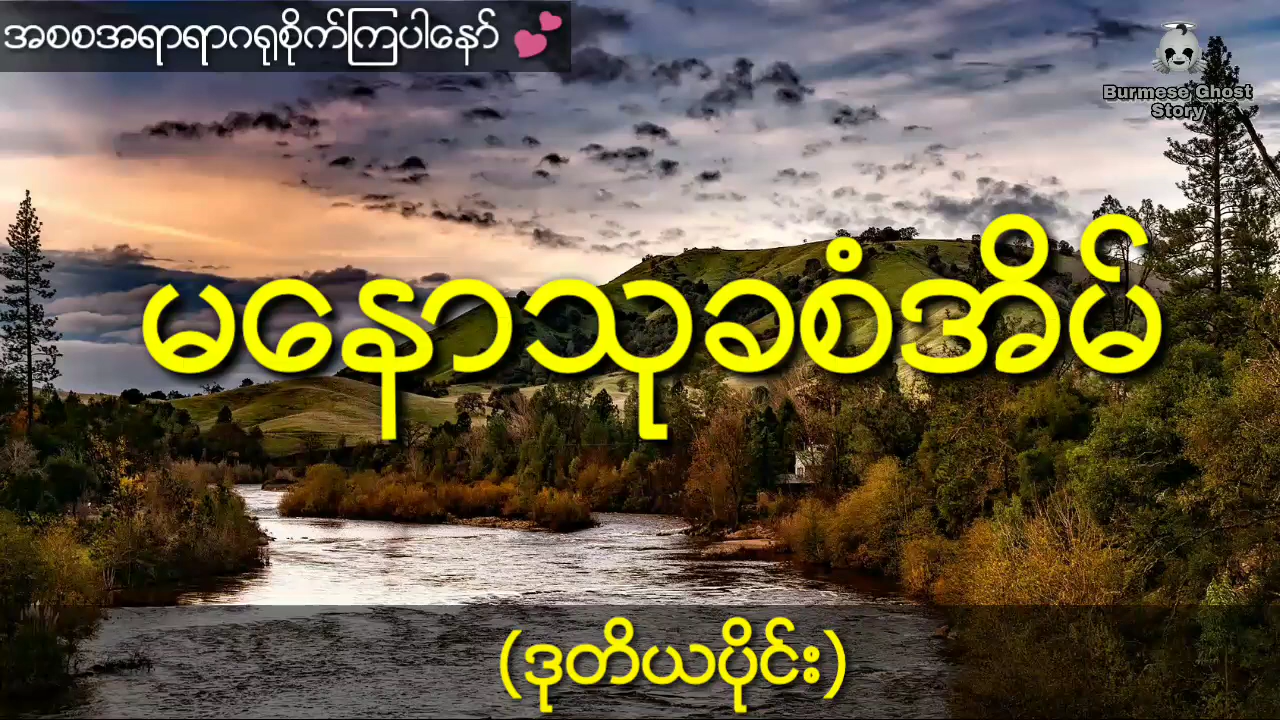 အစစအရာရာဂရုစိုက်ကြပါနော် 💕
Burmese Ghost
Story
မနောသုခစံအိမ်
(ဒုတိယပိုင်း)